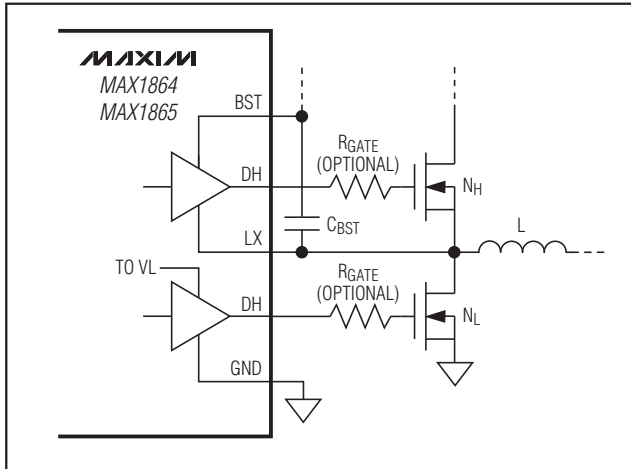 MAXIM
MAX1864
MAX1865
BST
RGATE
(OPTIONAL)
DH
NH
CBST
L
LX
TO VL
RGATE
(OPTIONAL)
DH
NL
GND